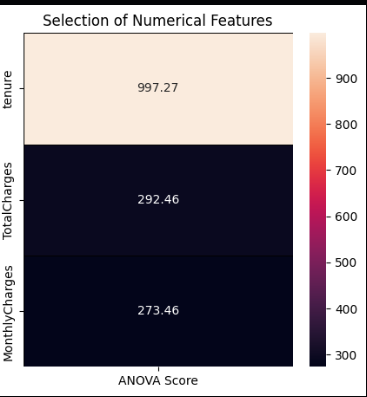 Selection of Numerical Features
tenure
997.27
TotalCharges
292.46
MonthlyCharges
273.46
ANOVA Score
900
800
700
600
500
400
300